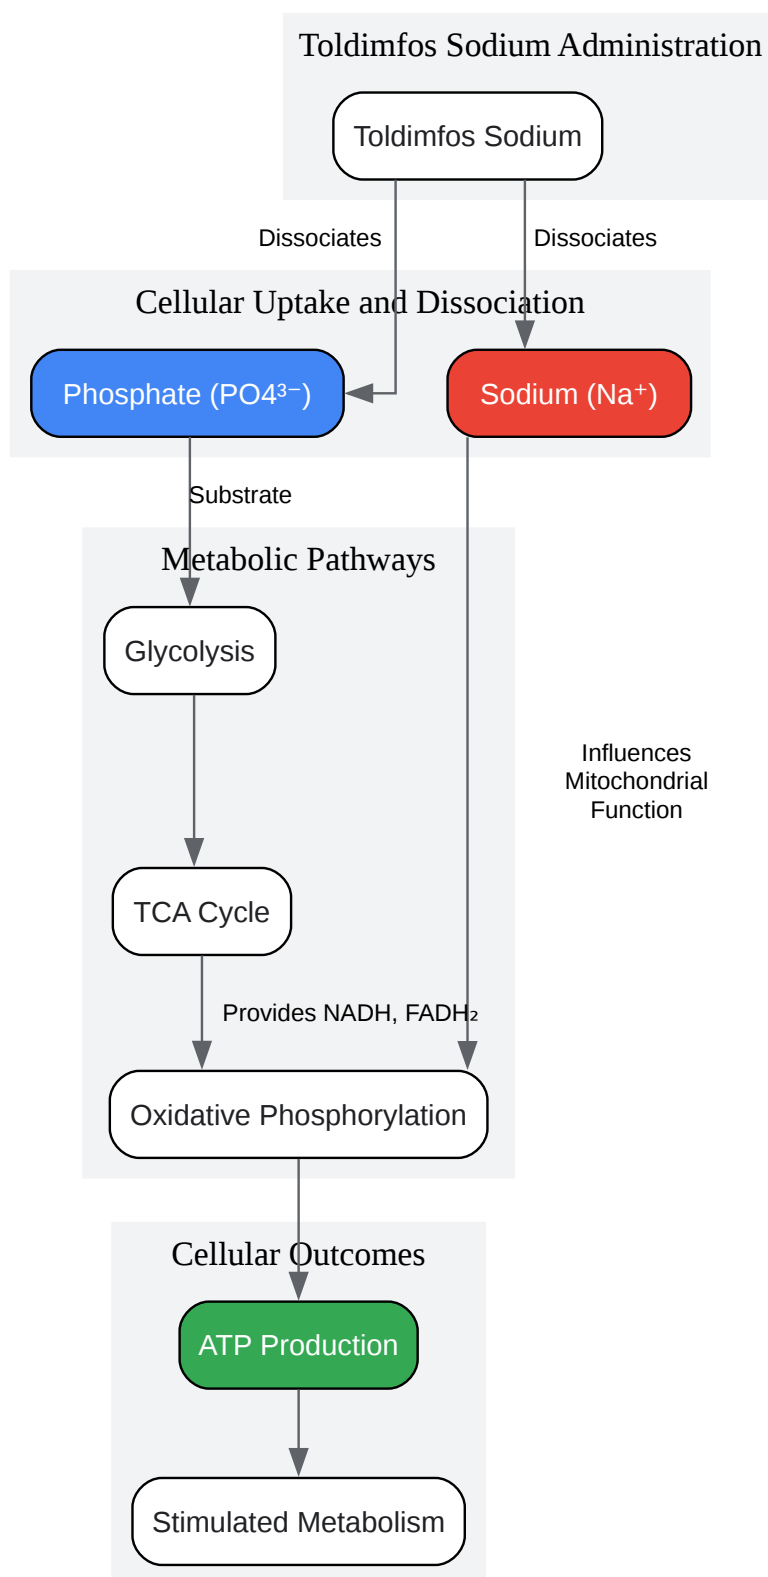 Toldimfos Sodium Administration
Toldimfos Sodium
Dissociates
Dissociates
Cellular Uptake and Dissociation
Phosphate (PO4³⁻)
Sodium (Na⁺)
Substrate
Metabolic Pathways
Glycolysis
Influences
Mitochondrial
Function
TCA Cycle
Provides NADH, FADH₂
Oxidative Phosphorylation
Cellular Outcomes
ATP Production
Stimulated Metabolism